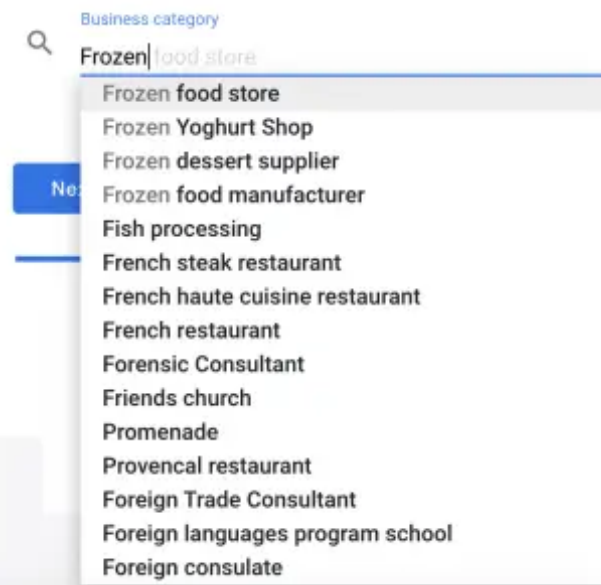 Business category
Frozen food store
Frozen food store
Frozen Yoghurt Shop
Frozen dessert supplier
Frozen food manufacturer
Fish processing
French steak restaurant
French haute cuisine restaurant
French restaurant
Forensic Consultant
Friends church
Promenade
Provencal restaurant
Foreign Trade Consultant
Foreign languages program school
Foreign consulate